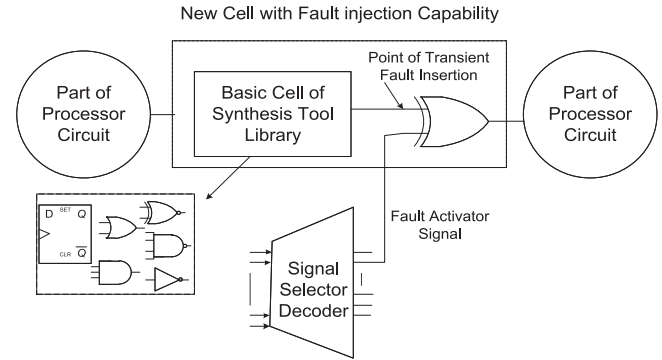 New Cell with Fault injection Capability
Part of
Processor
Circuit
Basic Cell of
Synthesis Tool
Library
Point of Transient
Fault Insertion
Part of
Processor
Circuit
D SET Q
CLR Q
Fault Activator
Signal
Signal
Selector
Decoder